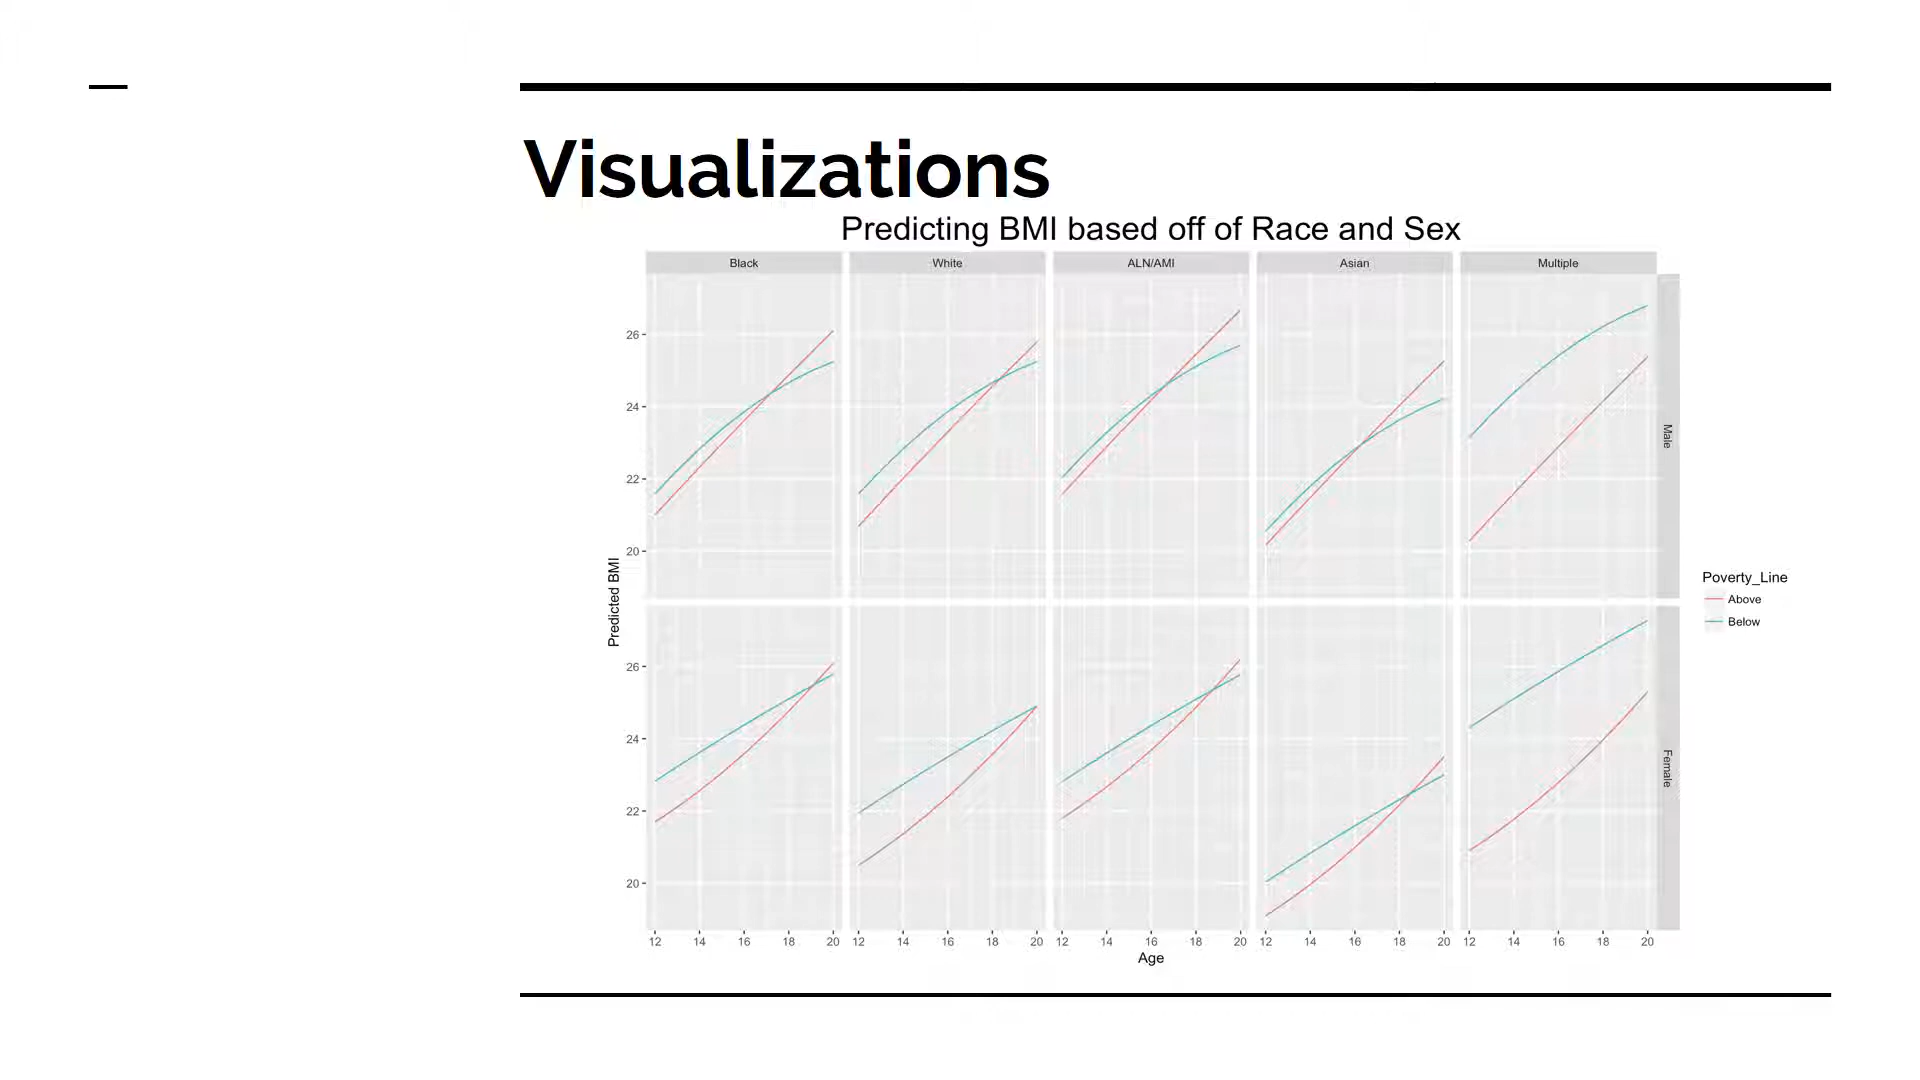 Visualizations
Predicting BMI based off of Race and Sex
Black White ALN/AMI Asian Multiple
26
24
22
20
Male
Predicted BMI
Poverty_Line
Above
Below
26
24
22
20
Female
12 14 16 18 20 12 14 16 18 20 12 14 16 18 20 12 14 16 18 20 12 14 16 18 20
Age